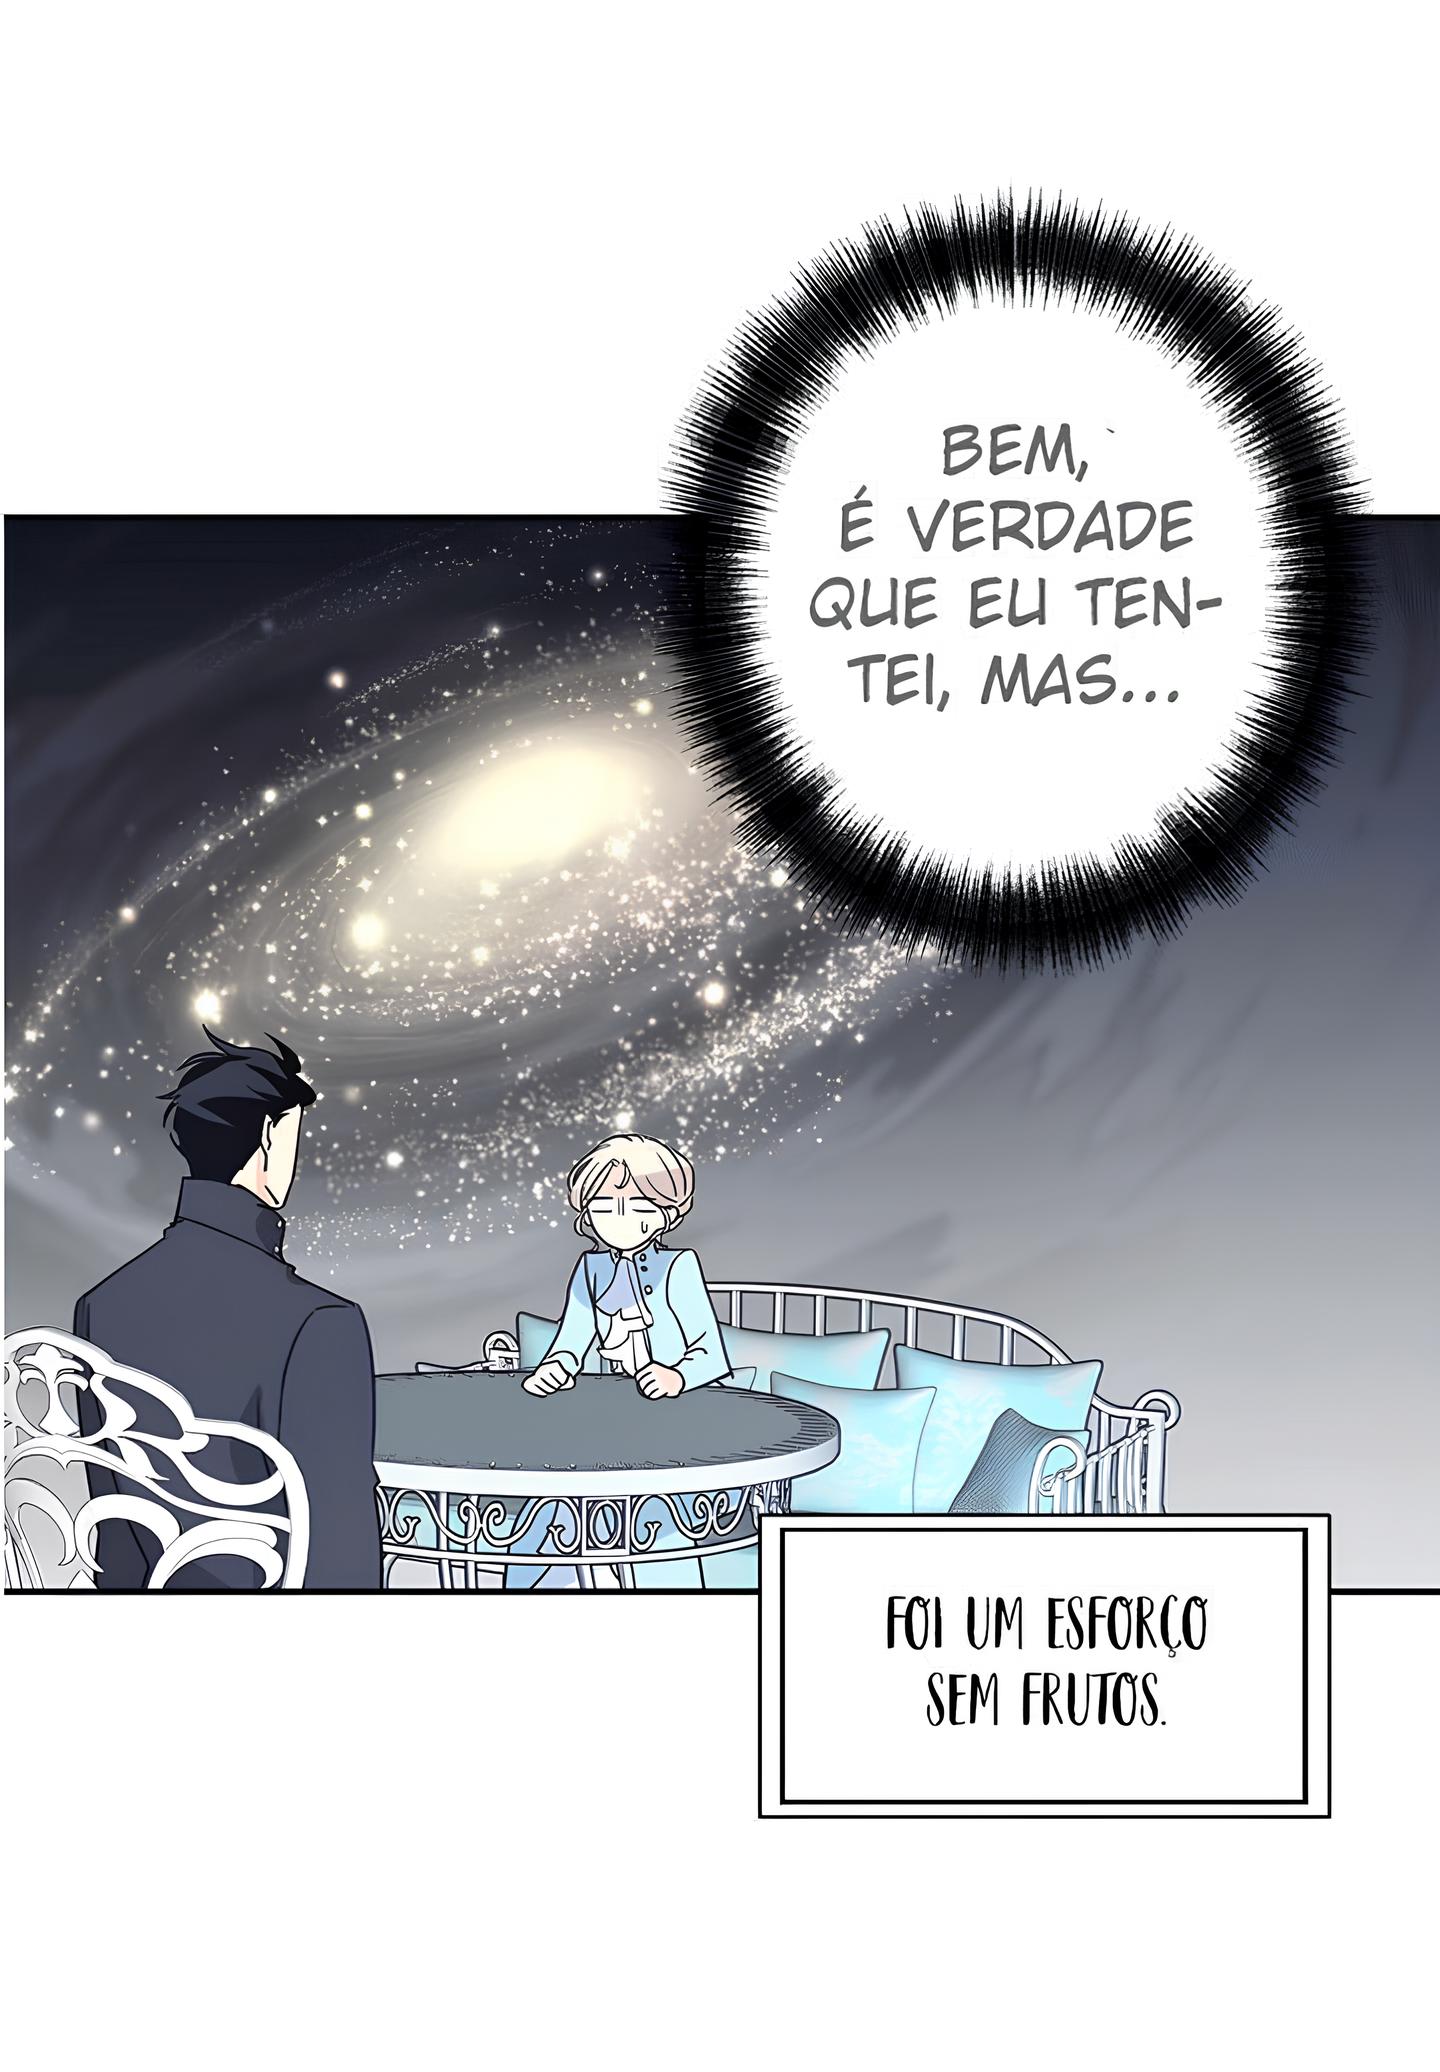 BEM,
É VERDADE
QUE EU TEN-
TEI, MAS...
FOI UM ESFORÇO
SEM FRUTOS.